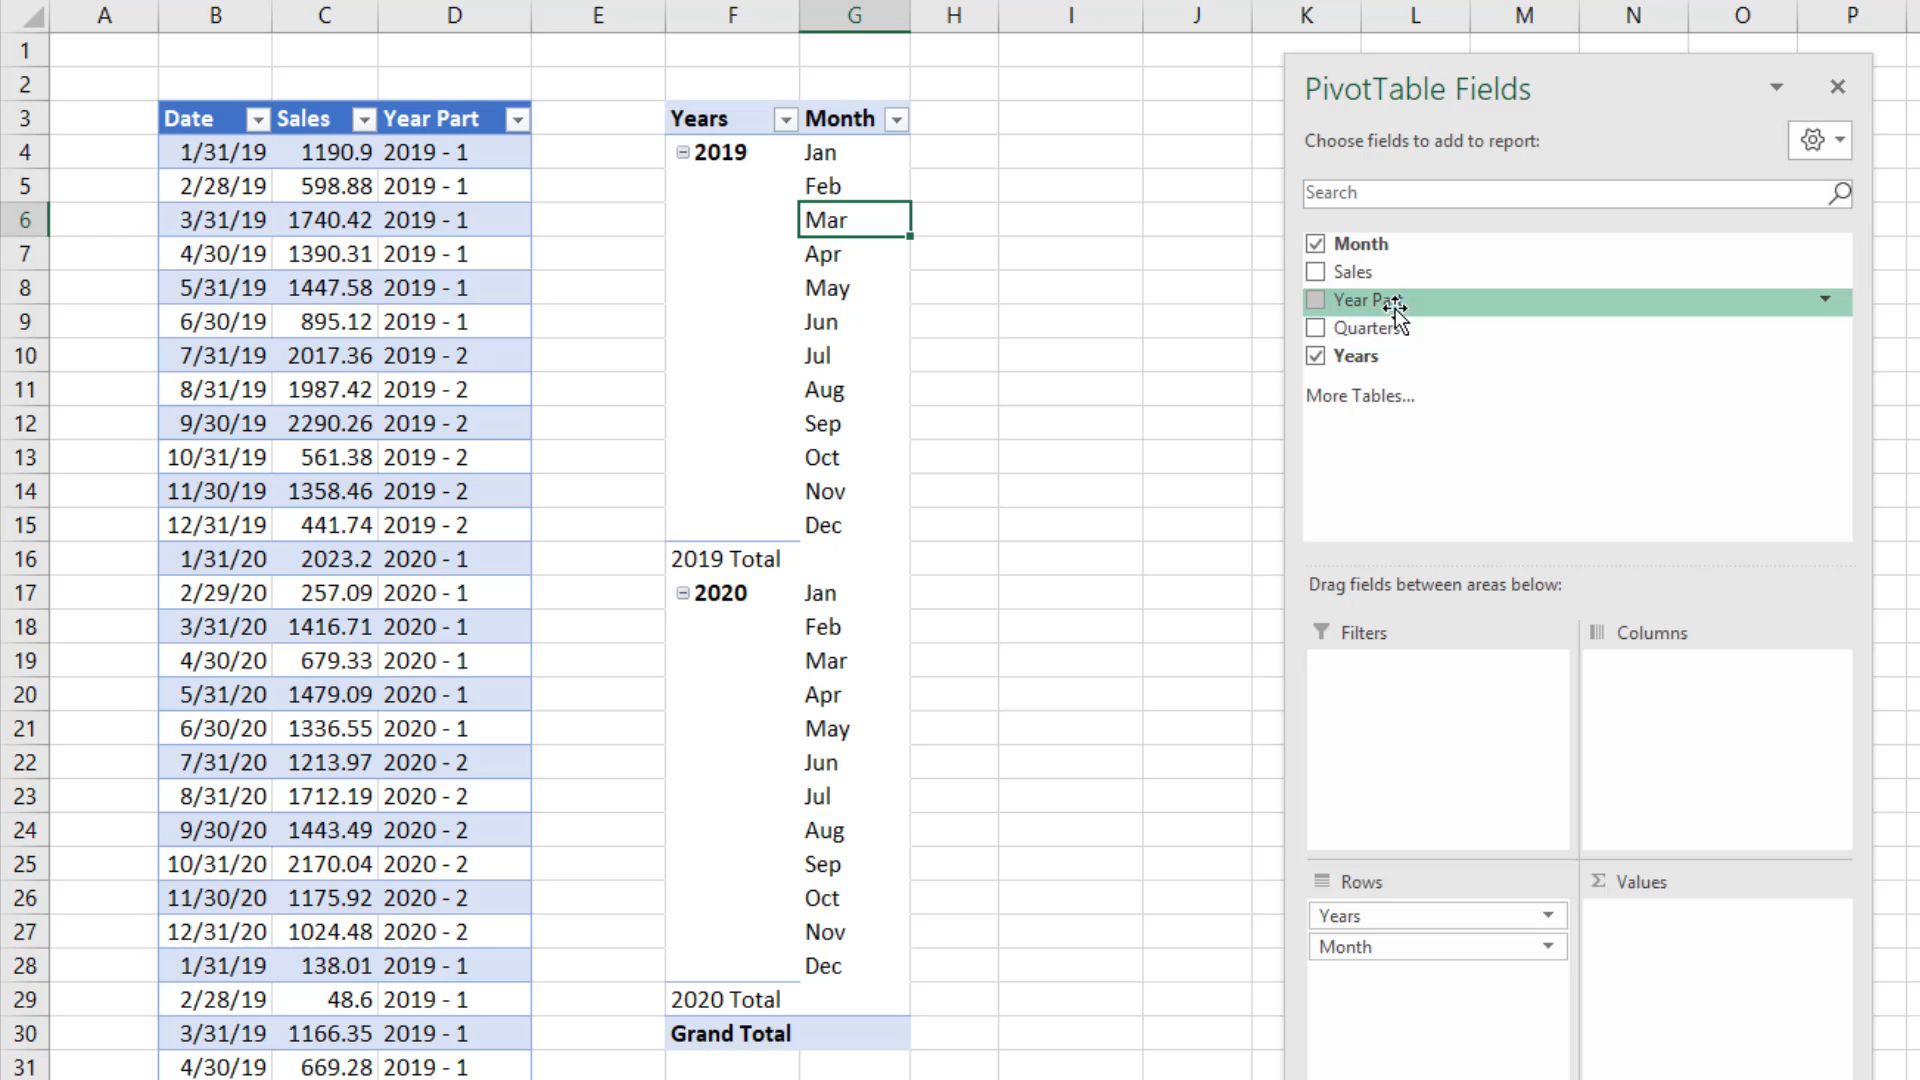 A B C D E F G H I J K L M N O P
1
2
3 Date Sales Year Part Years Month
4 1/31/19 1190.9 2019 - 1 2019 Jan
5 2/28/19 598.88 2019 - 1 Feb
6 3/31/19 1740.42 2019 - 1 Mar
7 4/30/19 1390.31 2019 - 1 Apr
8 5/31/19 1447.58 2019 - 1 May
9 6/30/19 895.12 2019 - 1 Jun
10 7/31/19 2017.36 2019 - 2 Jul
11 8/31/19 1987.42 2019 - 2 Aug
12 9/30/19 2290.26 2019 - 2 Sep
13 10/31/19 561.38 2019 - 2 Oct
14 11/30/19 1358.46 2019 - 2 Nov
15 12/31/19 441.74 2019 - 2 Dec
16 1/31/20 2023.2 2020 - 1 2019 Total
17 2/29/20 257.09 2020 - 1 2020 Jan
18 3/31/20 1416.71 2020 - 1 Feb
19 4/30/20 679.33 2020 - 1 Mar
20 5/31/20 1479.09 2020 - 1 Apr
21 6/30/20 1336.55 2020 - 1 May
22 7/31/20 1213.97 2020 - 2 Jun
23 8/31/20 1712.19 2020 - 2 Jul
24 9/30/20 1443.49 2020 - 2 Aug
25 10/31/20 2170.04 2020 - 2 Sep
26 11/30/20 1175.92 2020 - 2 Oct
27 12/31/20 1024.48 2020 - 2 Nov
28 1/31/19 138.01 2019 - 1 Dec
29 2/28/19 48.6 2019 - 1 2020 Total
30 3/31/19 1166.35 2019 - 1 Grand Total
31 4/30/19 669.28 2019 - 1
PivotTable Fields
Choose fields to add to report:
Search
Month
Sales
Year Part
Quarters
Years
More Tables...
Drag fields between areas below:
Filters
Columns
Rows
Σ Values
Years
Month